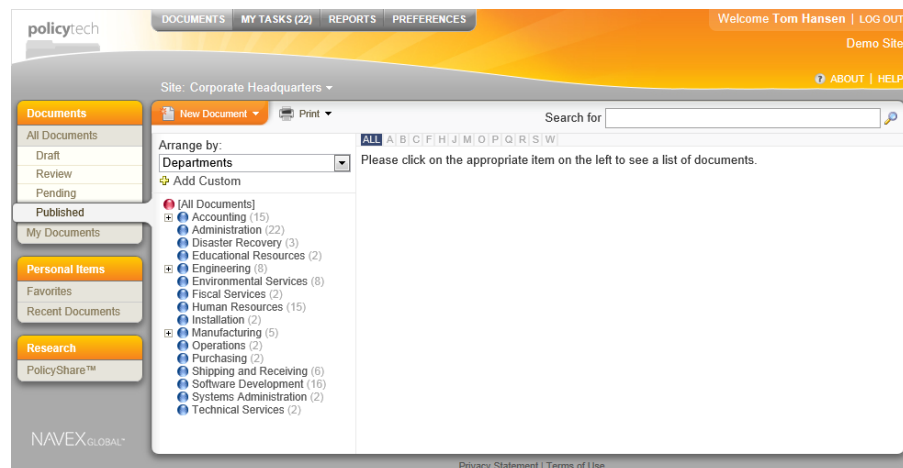 policytech
DOCUMENTS MY TASKS (22) REPORTS PREFERENCES
Welcome Tom Hansen | LOG OUT
Demo Site
Site: Corporate Headquarters
ABOUT | HELP
Documents
All Documents
Draft
Review
Pending
Published
My Documents
Personal Items
Favorites
Recent Documents
Research
PolicyShare™
NAVEX GLOBAL™
New Document
Print
Search for
Arrange by:
Departments
Add Custom
[All Documents]
Accounting (15)
Administration (22)
Disaster Recovery (3)
Educational Resources (2)
Engineering (8)
Environmental Services (8)
Fiscal Services (2)
Human Resources (15)
Installation (2)
Manufacturing (5)
Operations (2)
Purchasing (2)
Shipping and Receiving (6)
Software Development (16)
Systems Administration (2)
Technical Services (2)
ALL A B C F H J M O P Q R S W
Please click on the appropriate item on the left to see a list of documents.
Privacy Statement | Terms of Use